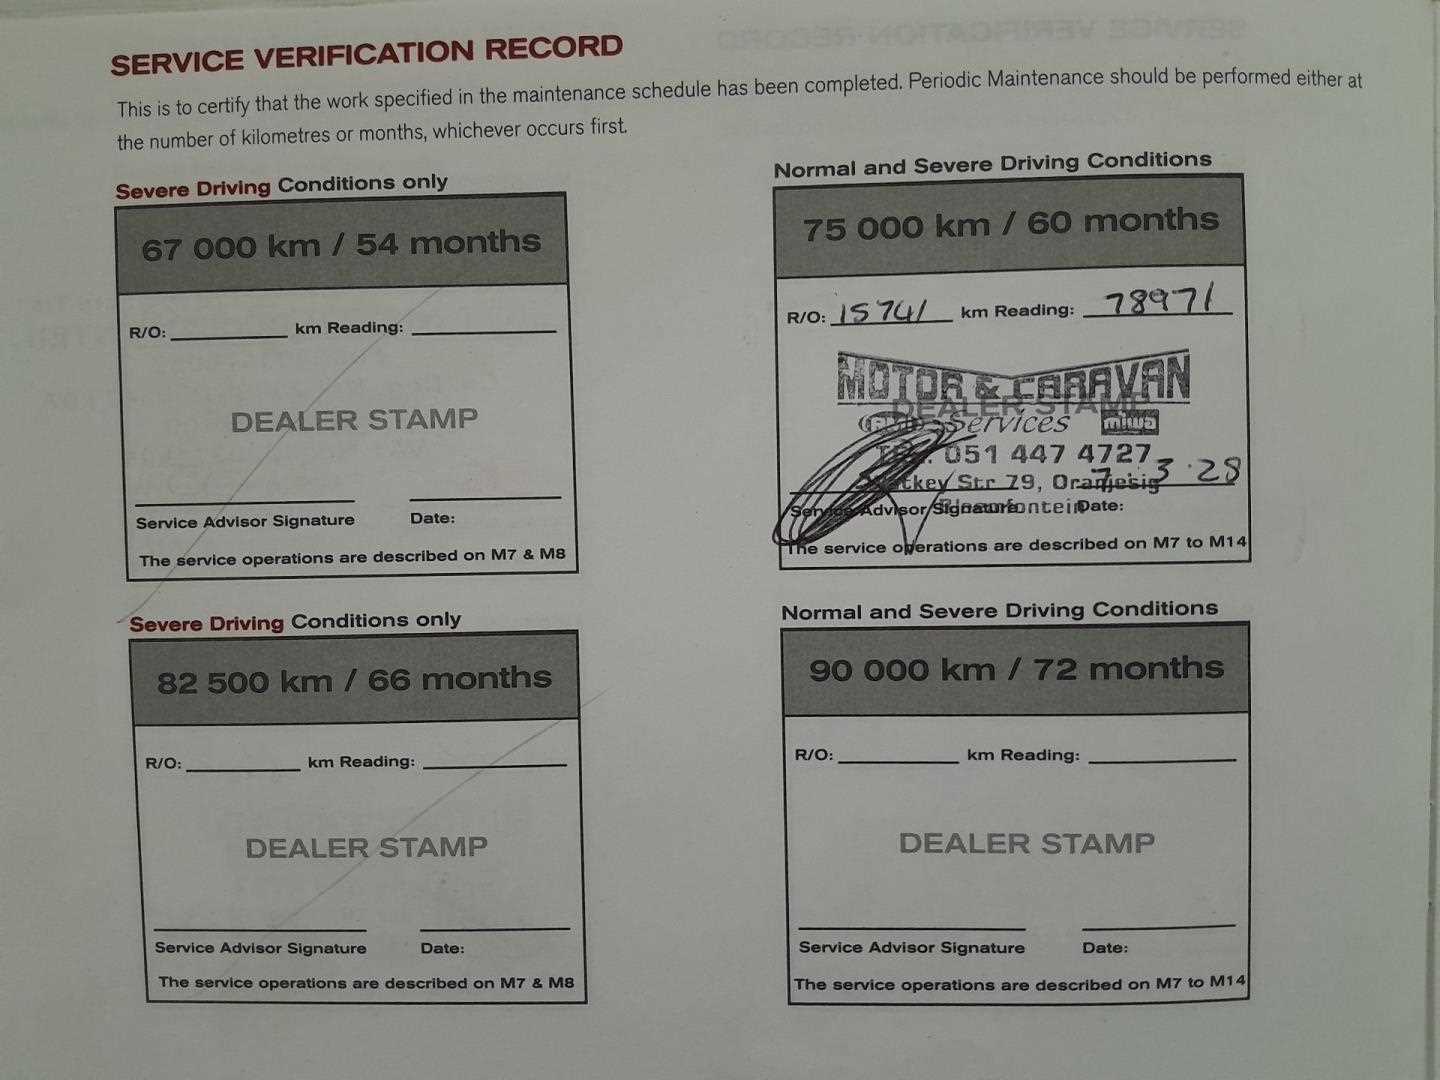 SERVICE VERIFICATION RECORD
This is to certify that the work specified in the maintenance schedule has been completed. Periodic Maintenance should be performed either at
the number of kilometres or months, whichever occurs first.
Severe Driving Conditions only
67 000 km / 54 months
R/O: km Reading:
DEALER STAMP
Service Advisor Signature Date:
The service operations are described on M7 & M8
Normal and Severe Driving Conditions
75 000 km / 60 months
R/O: 15741 km Reading: 78971
MOTOR & CARAVAN
DEALER STAMP
Services miwa
051 447 4727
Str 79, Oranjesig
7.3.28
Bloemfontein
Service Advisor Signature Date:
The service operations are described on M7 to M14
Severe Driving Conditions only
82 500 km / 66 months
R/O: km Reading:
DEALER STAMP
Service Advisor Signature Date:
The service operations are described on M7 & M8
Normal and Severe Driving Conditions
90 000 km / 72 months
R/O: km Reading:
DEALER STAMP
Service Advisor Signature Date:
The service operations are described on M7 to M14